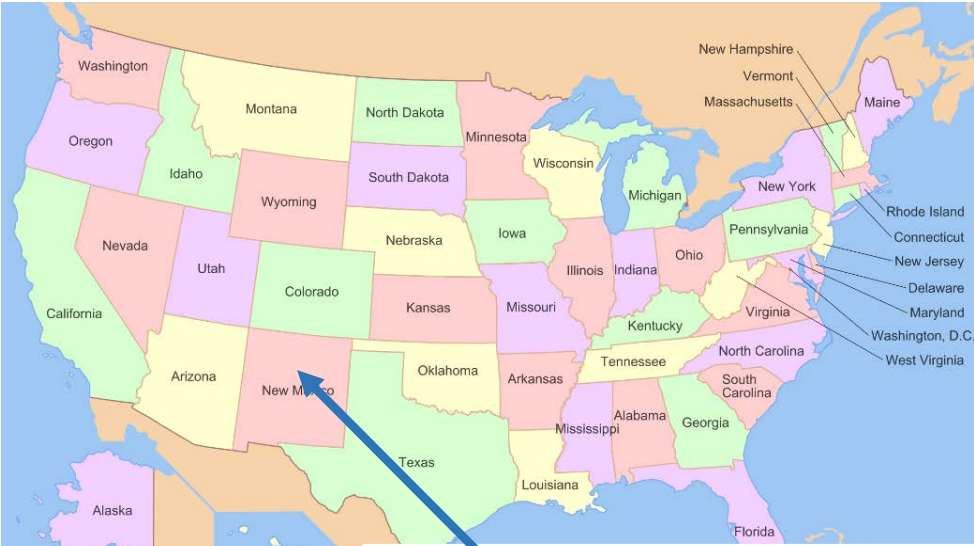 New Hampshire
Vermont
Massachusetts
Maine
Washington
Montana
North Dakota
Minnesota
Oregon
Idaho
Wisconsin
South Dakota
Michigan
New York
Wyoming
Rhode Island
Pennsylvania
Connecticut
Nebraska
Iowa
Nevada
Ohio
New Jersey
Utah
Illinois
Indiana
Colorado
Delaware
Kansas
Missouri
California
Maryland
Virginia
Kentucky
Washington, D.C.
North Carolina
West Virginia
Tennessee
Oklahoma
Arizona
Arkansas
South
Carolina
New Mexico
Alabama
Georgia
Mississippi
Texas
Louisiana
Alaska
Florida